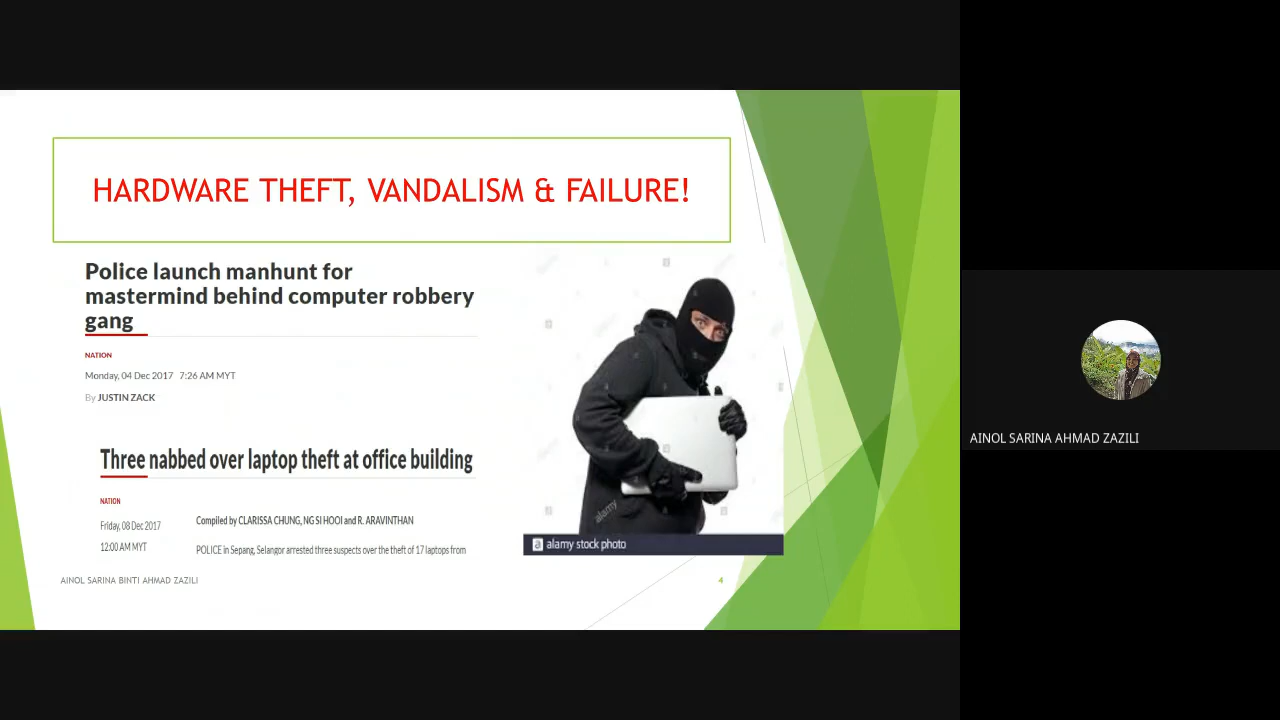 HARDWARE THEFT, VANDALISM & FAILURE!
Police launch manhunt for
mastermind behind computer robbery
gang
NATION
Monday, 04 Dec 2017 7:26 AM MYT
By JUSTIN ZACK
Three nabbed over laptop theft at office building
NATION
Friday, 08 Dec 2017
12:00 AM MYT
Compiled by CLARISSA CHUNG, NG SI HOOI and R. ARAVINTHAN
POLICE in Sepang, Selangor arrested three suspects over the theft of 17 laptops from
alamy
a alamy stock photo
AINOL SARINA BINTI AHMAD ZAZILI
4
AINOL SARINA AHMAD ZAZILI